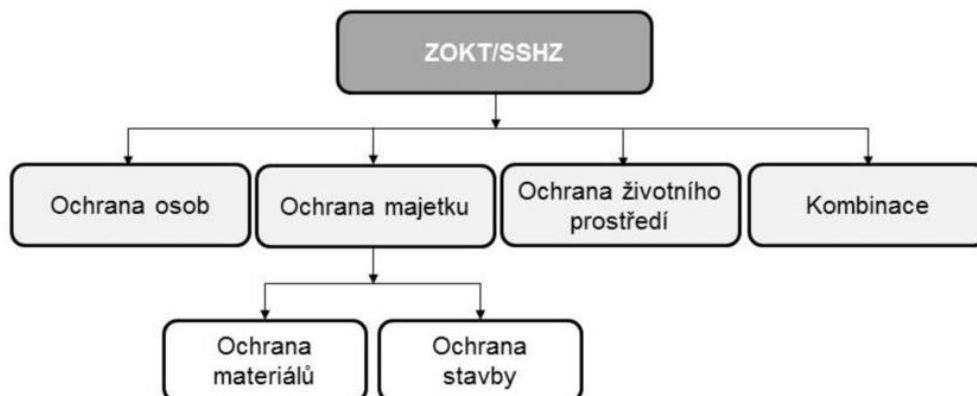 ZOKT/SSHZ
Ochrana osob
Ochrana majetku
Ochrana životního
prostředí
Kombinace
Ochrana
materiálů
Ochrana
stavby